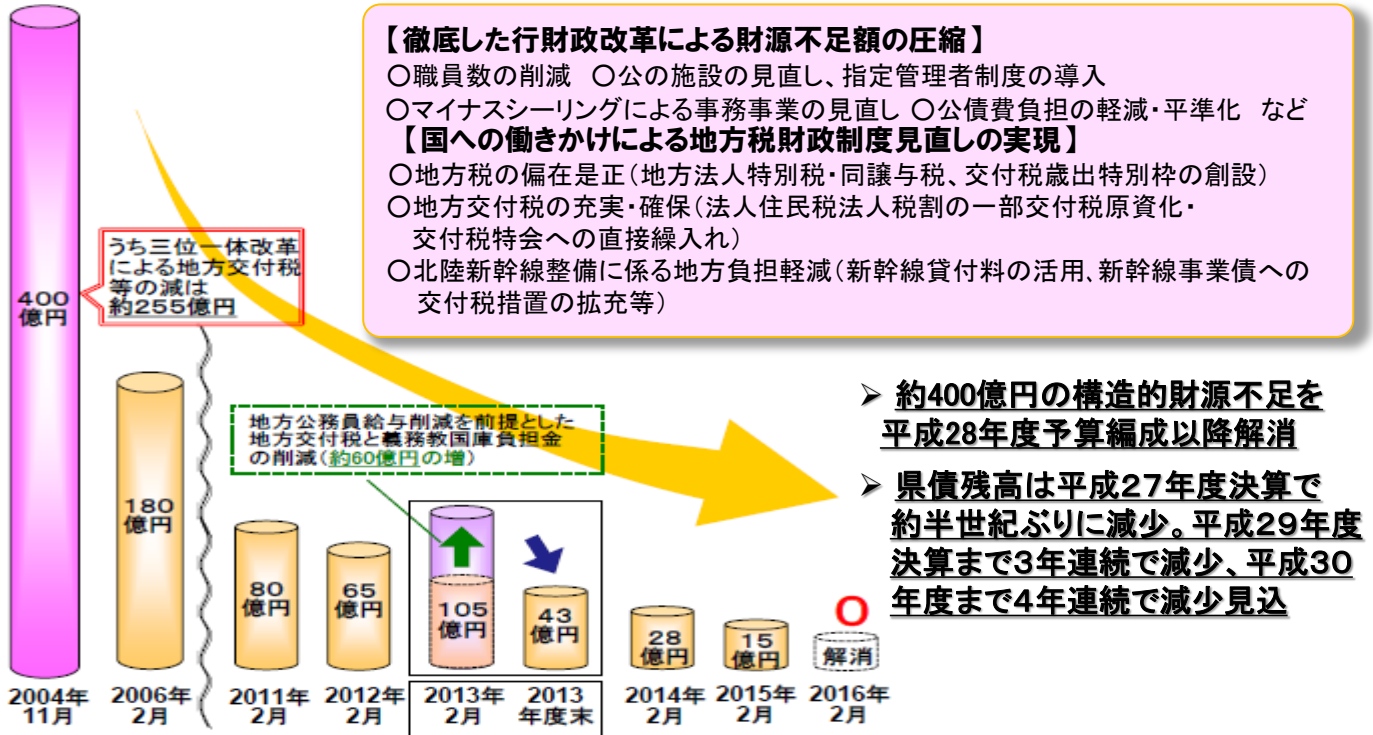 【徹底した行財政改革による財源不足額の圧縮】
○職員数の削減 ○公の施設の見直し、指定管理者制度の導入
○マイナスシーリングによる事務事業の見直し ○公債費負担の軽減・平準化 など
【国への働きかけによる地方税財政制度見直しの実現】
○地方税の偏在是正(地方法人特別税・同譲与税、交付税歳出特別枠の創設)
○地方交付税の充実・確保(法人住民税法人税割の一部交付税原資化・
交付税特会への直接繰入れ)
○北陸新幹線整備に係る地方負担軽減(新幹線貸付料の活用、新幹線事業債への
交付税措置の拡充等)
うち三位一体改革
による地方交付税
等の減は
約255億円
400
億円
地方公務員給与削減を前提とした
地方交付税と義務教国庫負担金
の削減(約60億円の増)
➢ 約400億円の構造的財源不足を
平成28年度予算編成以降解消
➢ 県債残高は平成27年度決算で
約半世紀ぶりに減少。平成29年度
決算まで3年連続で減少、平成30
年度まで4年連続で減少見込
180
億円
80
億円
65
億円
105
億円
43
億円
28
億円
15
億円
○
解消
2004年
11月
2006年
2月
2011年
2月
2012年
2月
2013年
2月
2013
年度末
2014年
2月
2015年
2月
2016年
2月